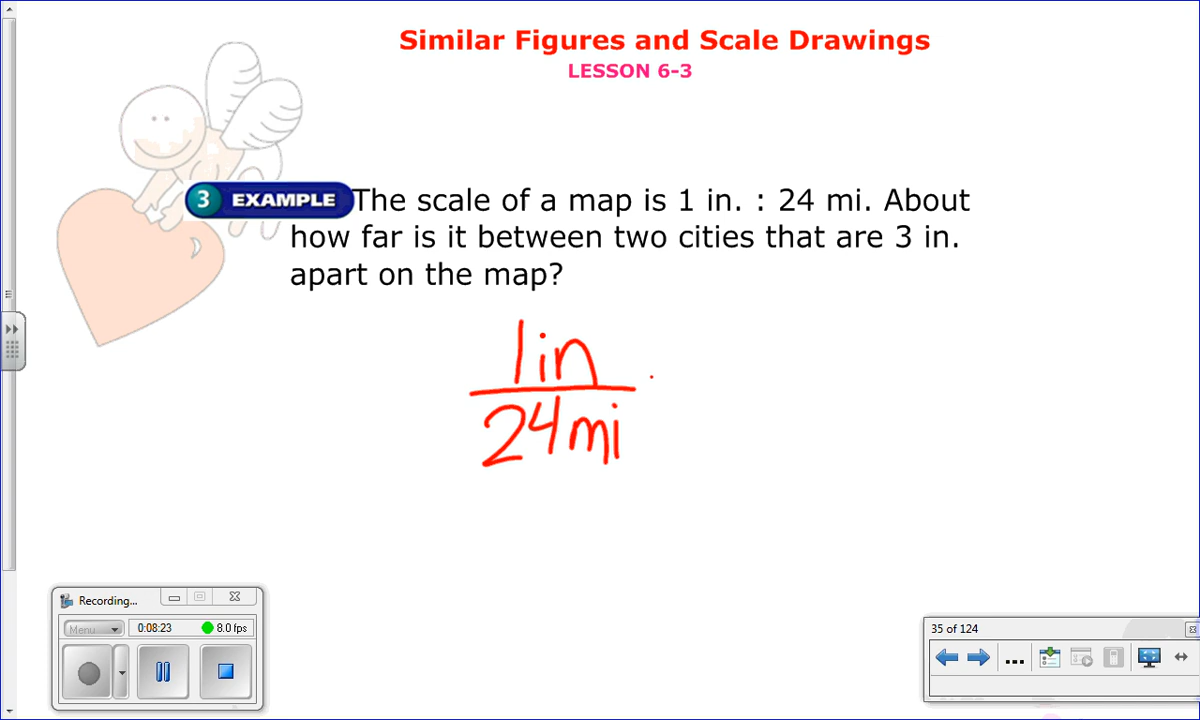 Similar Figures and Scale Drawings
LESSON 6-3
3 EXAMPLE The scale of a map is 1 in. : 24 mi. About
how far is it between two cities that are 3 in.
apart on the map?
1in
24mi
Recording...
Menu 0:08:23 8.0 fps
35 of 124
...